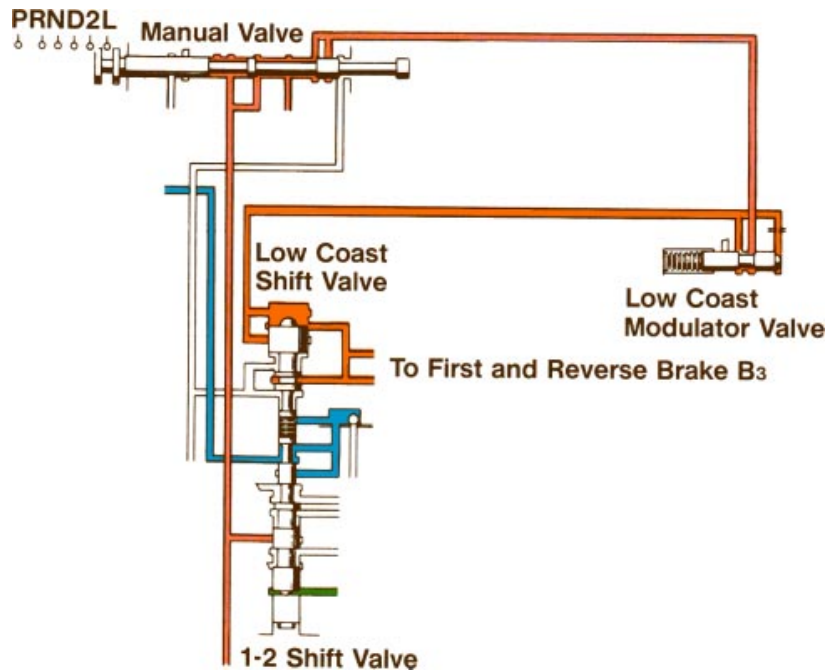 PRND2L
Manual Valve
Low Coast
Shift Valve
Low Coast
Modulator Valve
To First and Reverse Brake B₃
1-2 Shift Valve